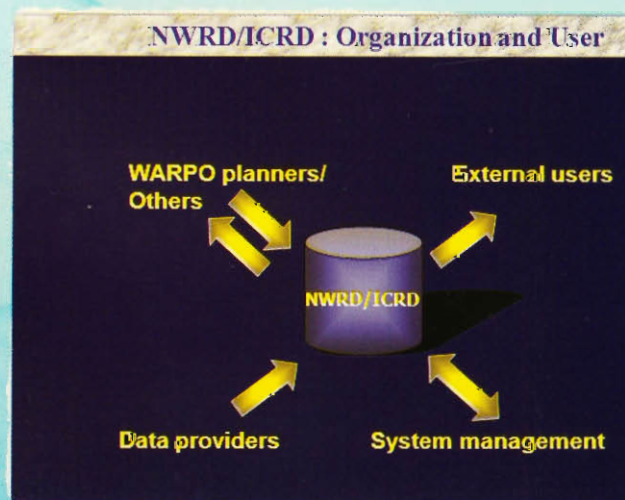 NWRD/ICRD : Organization and User
WARPO planners/
Others
External users
NWRD/ICRD
Data providers
System management